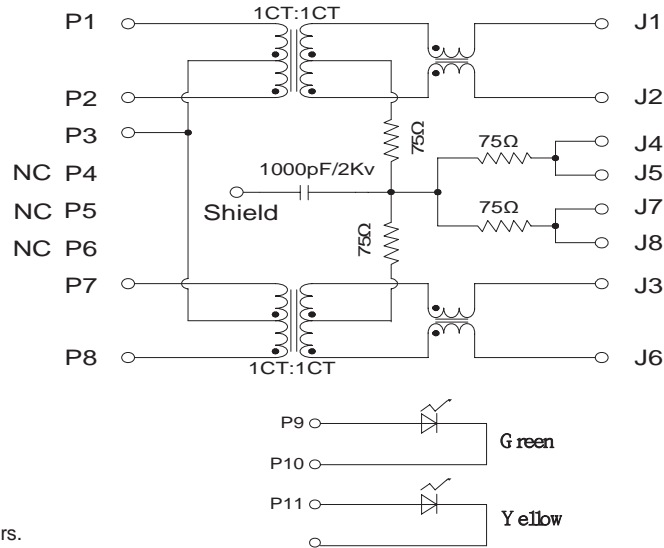 1CT:1CT
P1 J1
P2 J2
P3
75Ω
75Ω J4
NC P4 1000pF/2Kv J5
NC P5 Shield 75Ω J7
NC P6 75Ω J8
P7 J3
P8 J6
1CT:1CT
P9
Green
P10
P11
Yellow
rs.